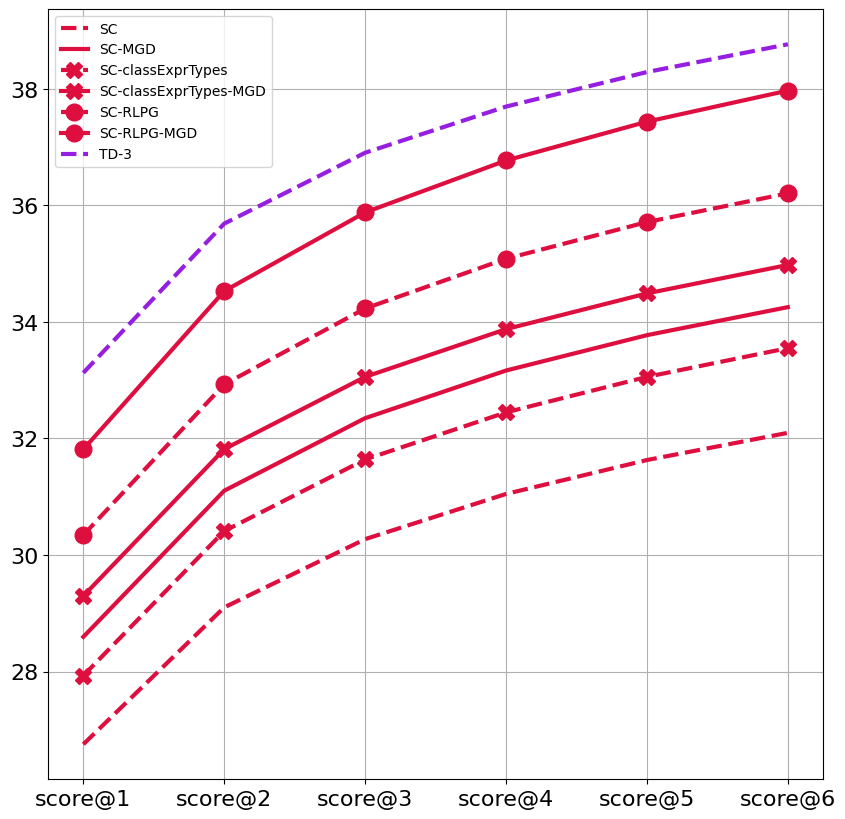 SC
SC-MGD
SC-classExprTypes
SC-classExprTypes-MGD
SC-RLPG
SC-RLPG-MGD
TD-3
38
36
34
32
30
28
score@1 score@2 score@3 score@4 score@5 score@6